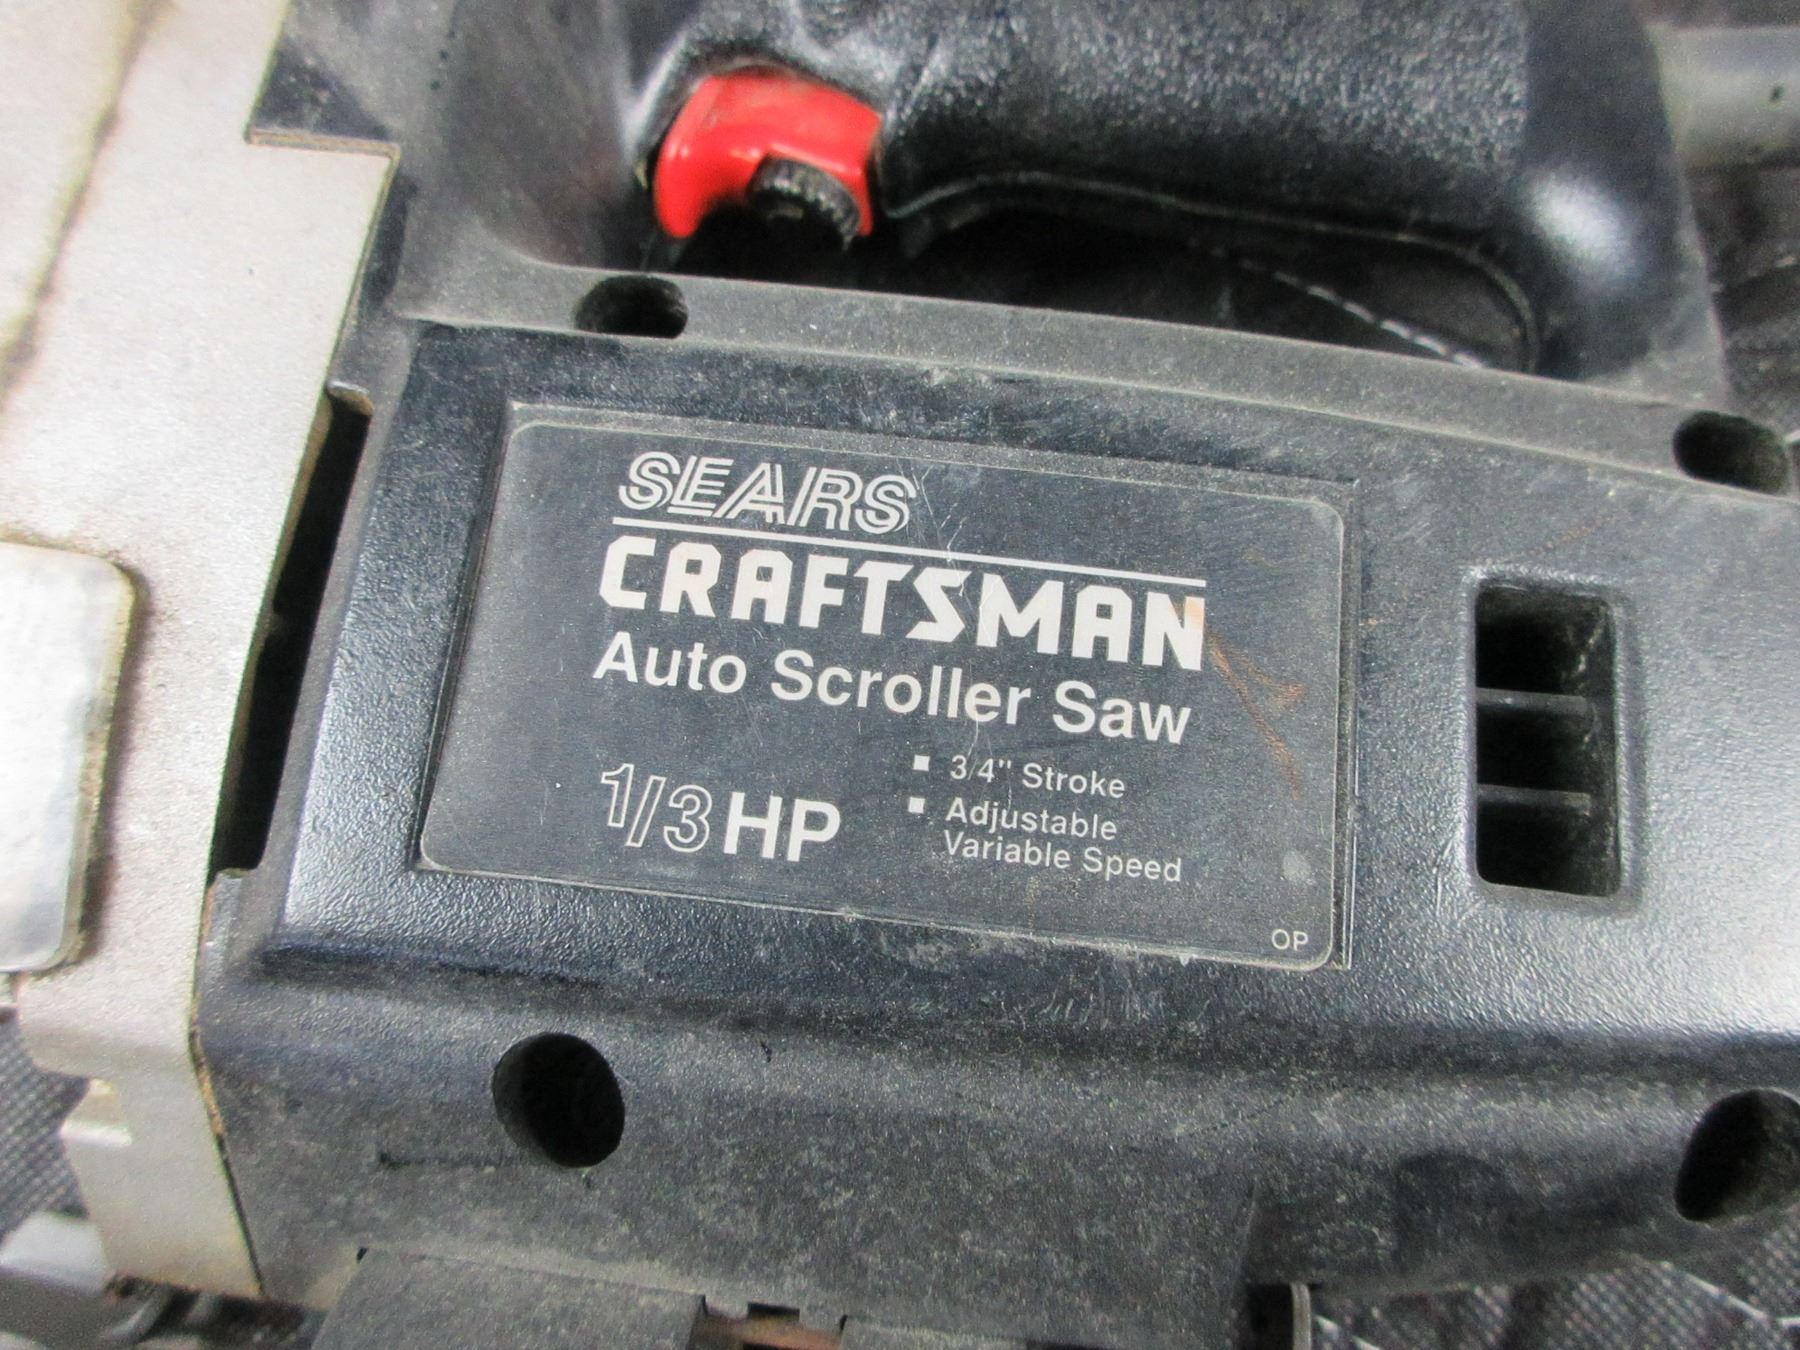 SEARS
CRAFTSMAN
Auto Scroller Saw
1/3 HP
▪ 3/4" Stroke
▪ Adjustable
Variable Speed
OP